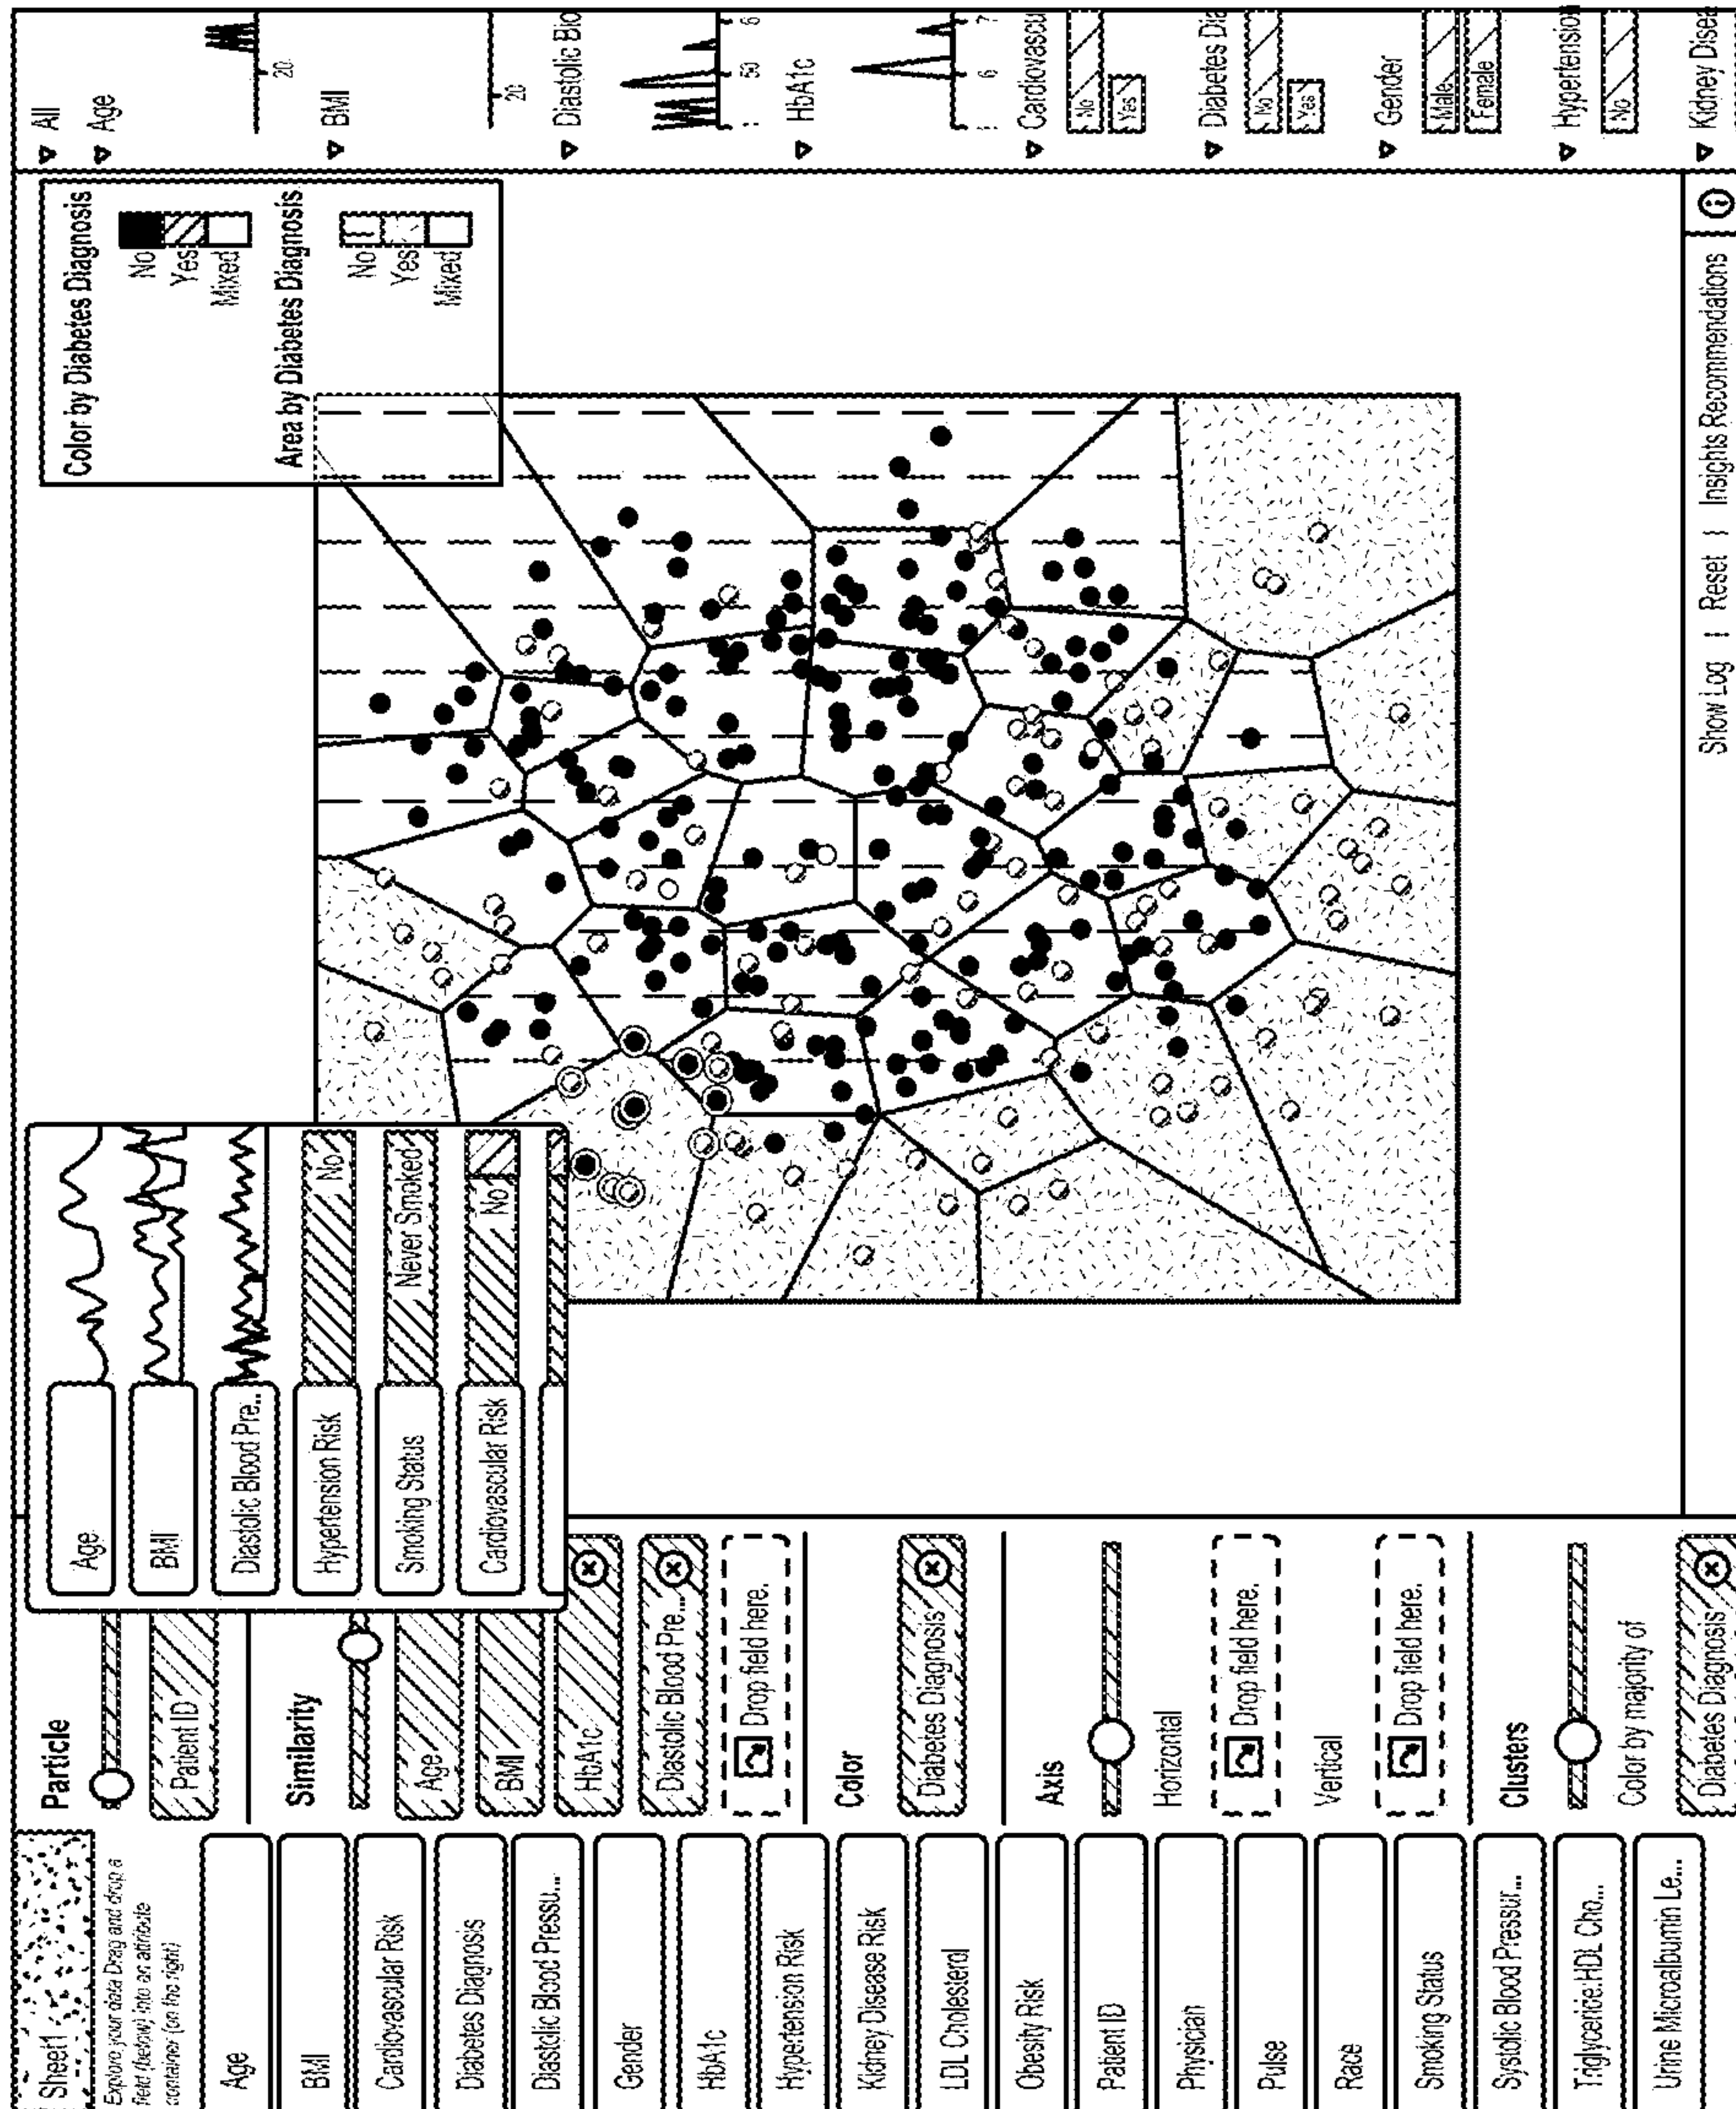 Sheet1
Explore your data Drag and drop a
field (below) into an attribute
container (on the right)
Age
BMI
Cardiovascular Risk
Diabetes Diagnosis
Diastolic Blood Pressu...
Gender
HbA1c
Hypertension Risk
Kidney Disease Risk
LDL Cholesterol
Obesity Risk
Patient ID
Physician
Pulse
Race
Smoking Status
Systolic Blood Pressur...
Triglycerice:HDL Cho...
Urine Microalbumin Le...
Particle
Patient ID
Similarity
Age
BMI
HbA1c
Diastolic Blood Pre...
Drop field here.
Color
Diabetes Diagnosis
Axis
Horizontal
Drop field here.
Vertical
Drop field here.
Clusters
Color by majority of
Diabetes Diagnosis
Age
BMI
Diastolic Blood Pre...
Hypertension Risk
No
Smoking Status
Never Smoked
Cardiovascular Risk
No
Color by Diabetes Diagnosis
No
Yes
Mixed
Area by Diabetes Diagnosis
No
Yes
Mixed
Show Log | Reset | Insights Recommendations
All
Age
20
BMI
20
Diastolic Blo
1 50 6
HbA1c
6 7
Cardiovascu
No
Yes
Diabetes Dia
No
Yes
Gender
Male
Female
Hypertension
No
Kidney Disea